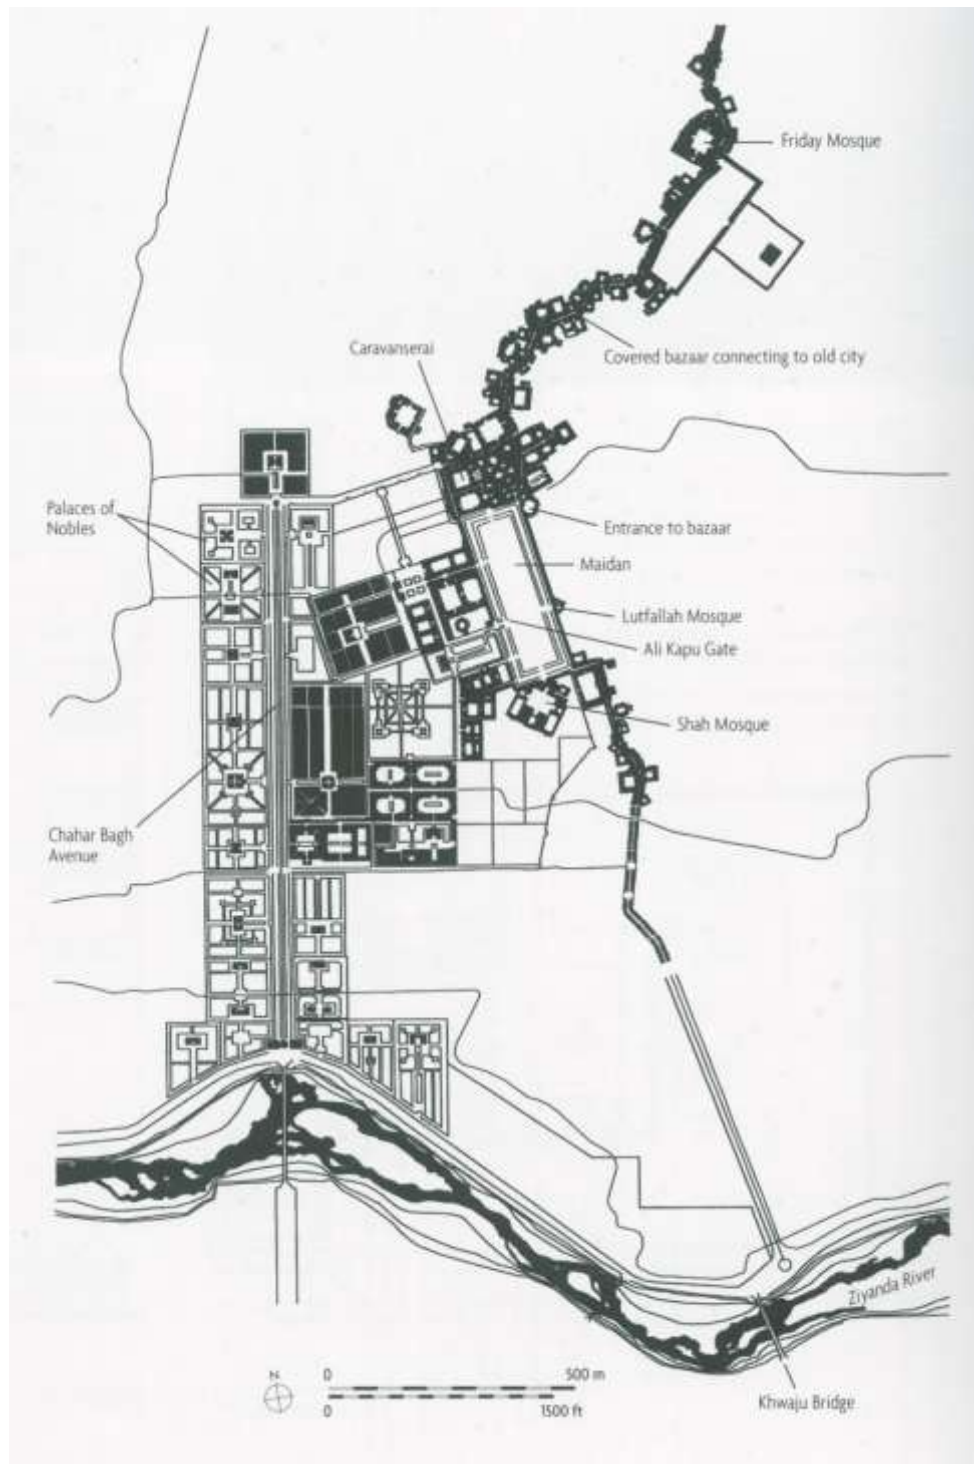 Friday Mosque
Caravanserai
Covered bazaar connecting to old city
Palaces of
Nobles
Entrance to bazaar
Maidan
Lutfallah Mosque
Ali Kapu Gate
Shah Mosque
Chahar Bagh
Avenue
Ziyanda River
N
0
500 m
0
1500 ft
Khwaju Bridge